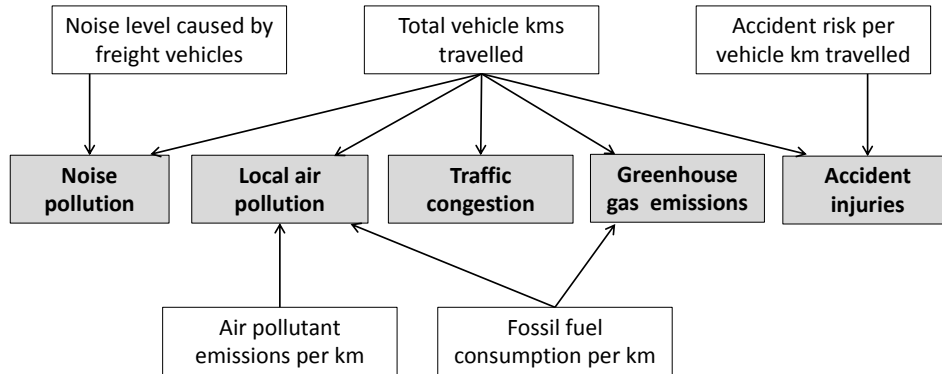 Noise level caused by
freight vehicles
Total vehicle kms
travelled
Accident risk per
vehicle km travelled
Noise
pollution
Local air
pollution
Traffic
congestion
Greenhouse
gas emissions
Accident
injuries
Air pollutant
emissions per km
Fossil fuel
consumption per km